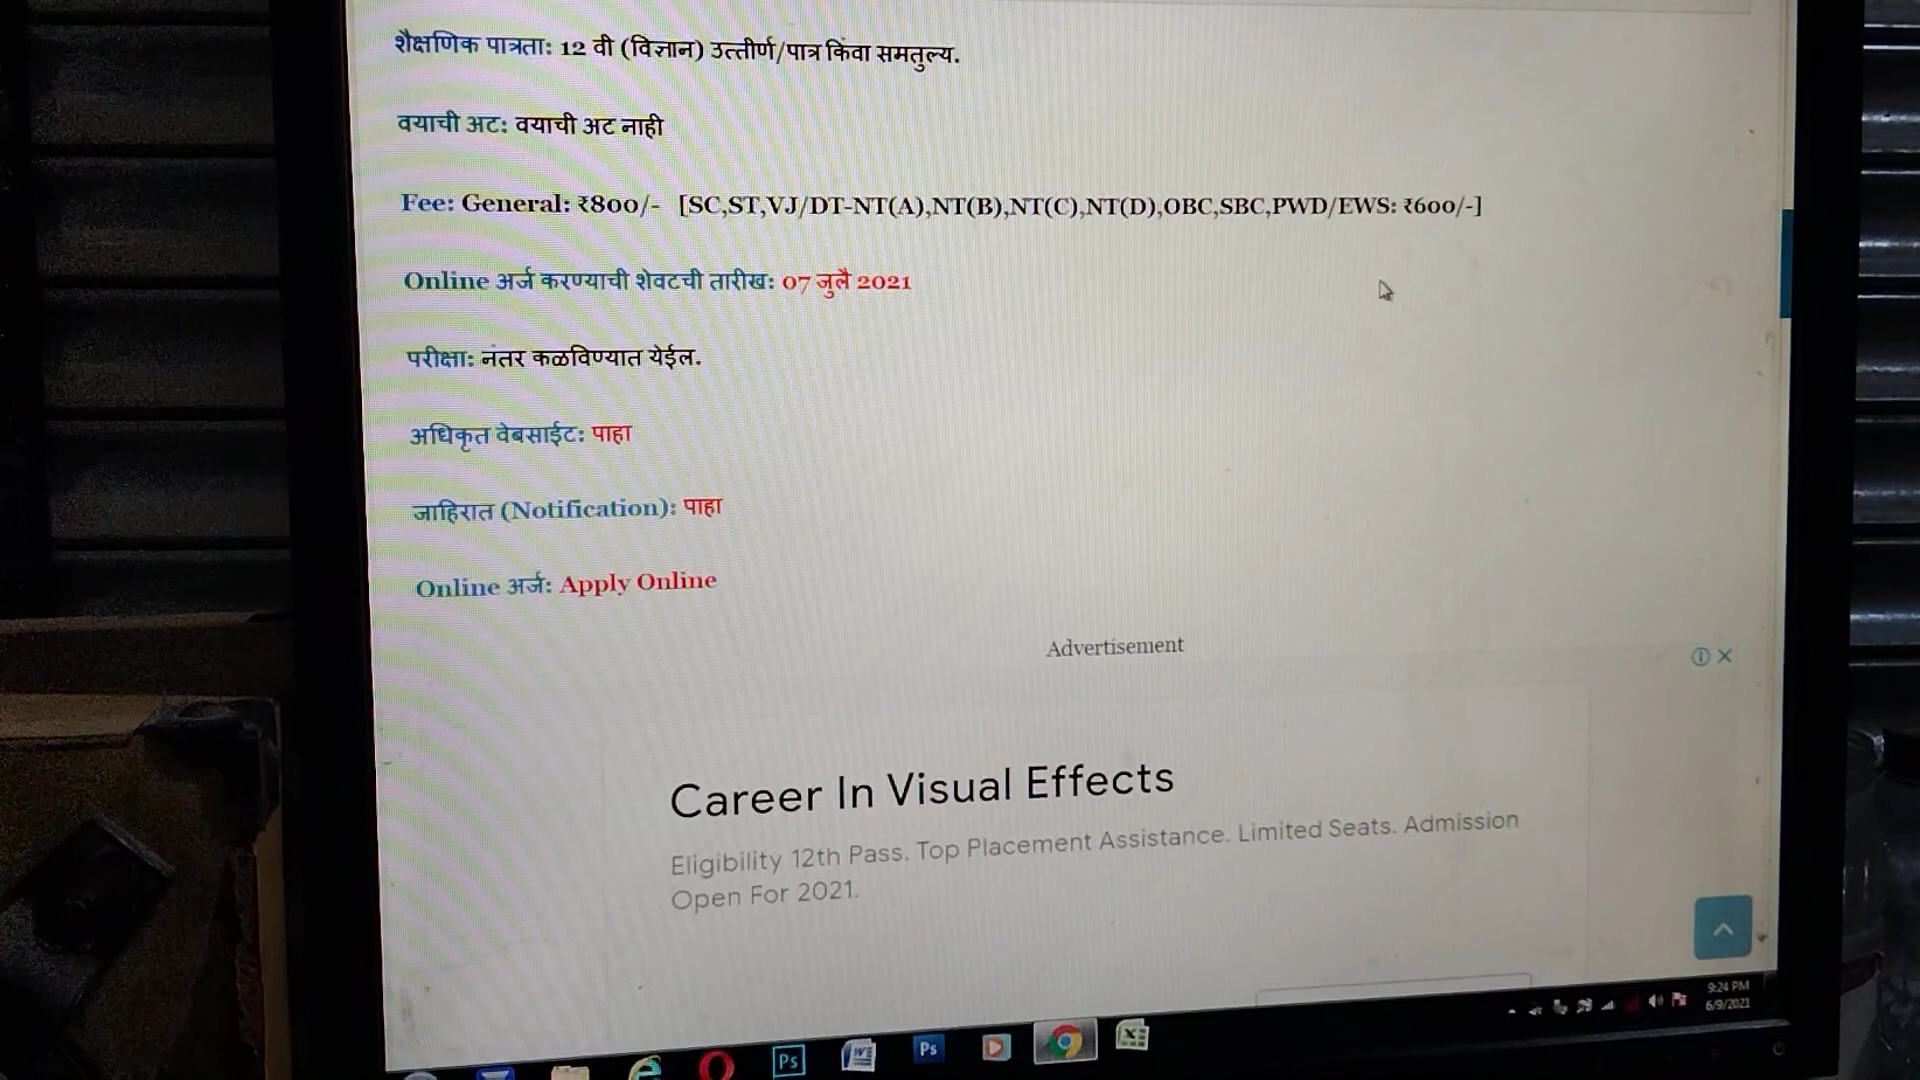 शैक्षणिक पात्रता: 12 वी (विज्ञान) उत्तीर्ण/पात्र किंवा समतुल्य.
वयाची अट: वयाची अट नाही
Fee: General: ₹800/- [SC,ST,VJ/DT-NT(A),NT(B),NT(C),NT(D),OBC,SBC,PWD/EWS: ₹600/-]
Online अर्ज करण्याची शेवटची तारीख: 07 जुलै 2021
परीक्षा: नंतर कळविण्यात येईल.
अधिकृत वेबसाईट: पाहा
जाहिरात (Notification): पाहा
Online अर्ज: Apply Online
Advertisement
Career In Visual Effects
Eligibility 12th Pass. Top Placement Assistance. Limited Seats. Admission
Open For 2021.
9:24 PM
6/9/2021
Ps
W
Ps